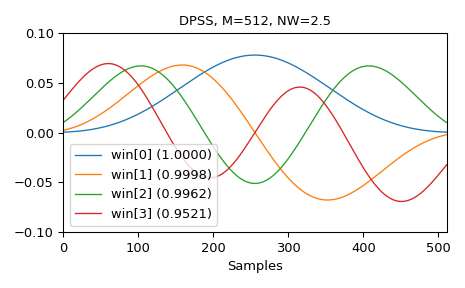 DPSS, M=512, NW=2.5
0.10
0.05
0.00
−0.05
−0.10
win[0] (1.0000)
win[1] (0.9998)
win[2] (0.9962)
win[3] (0.9521)
0 100 200 300 400 500
Samples